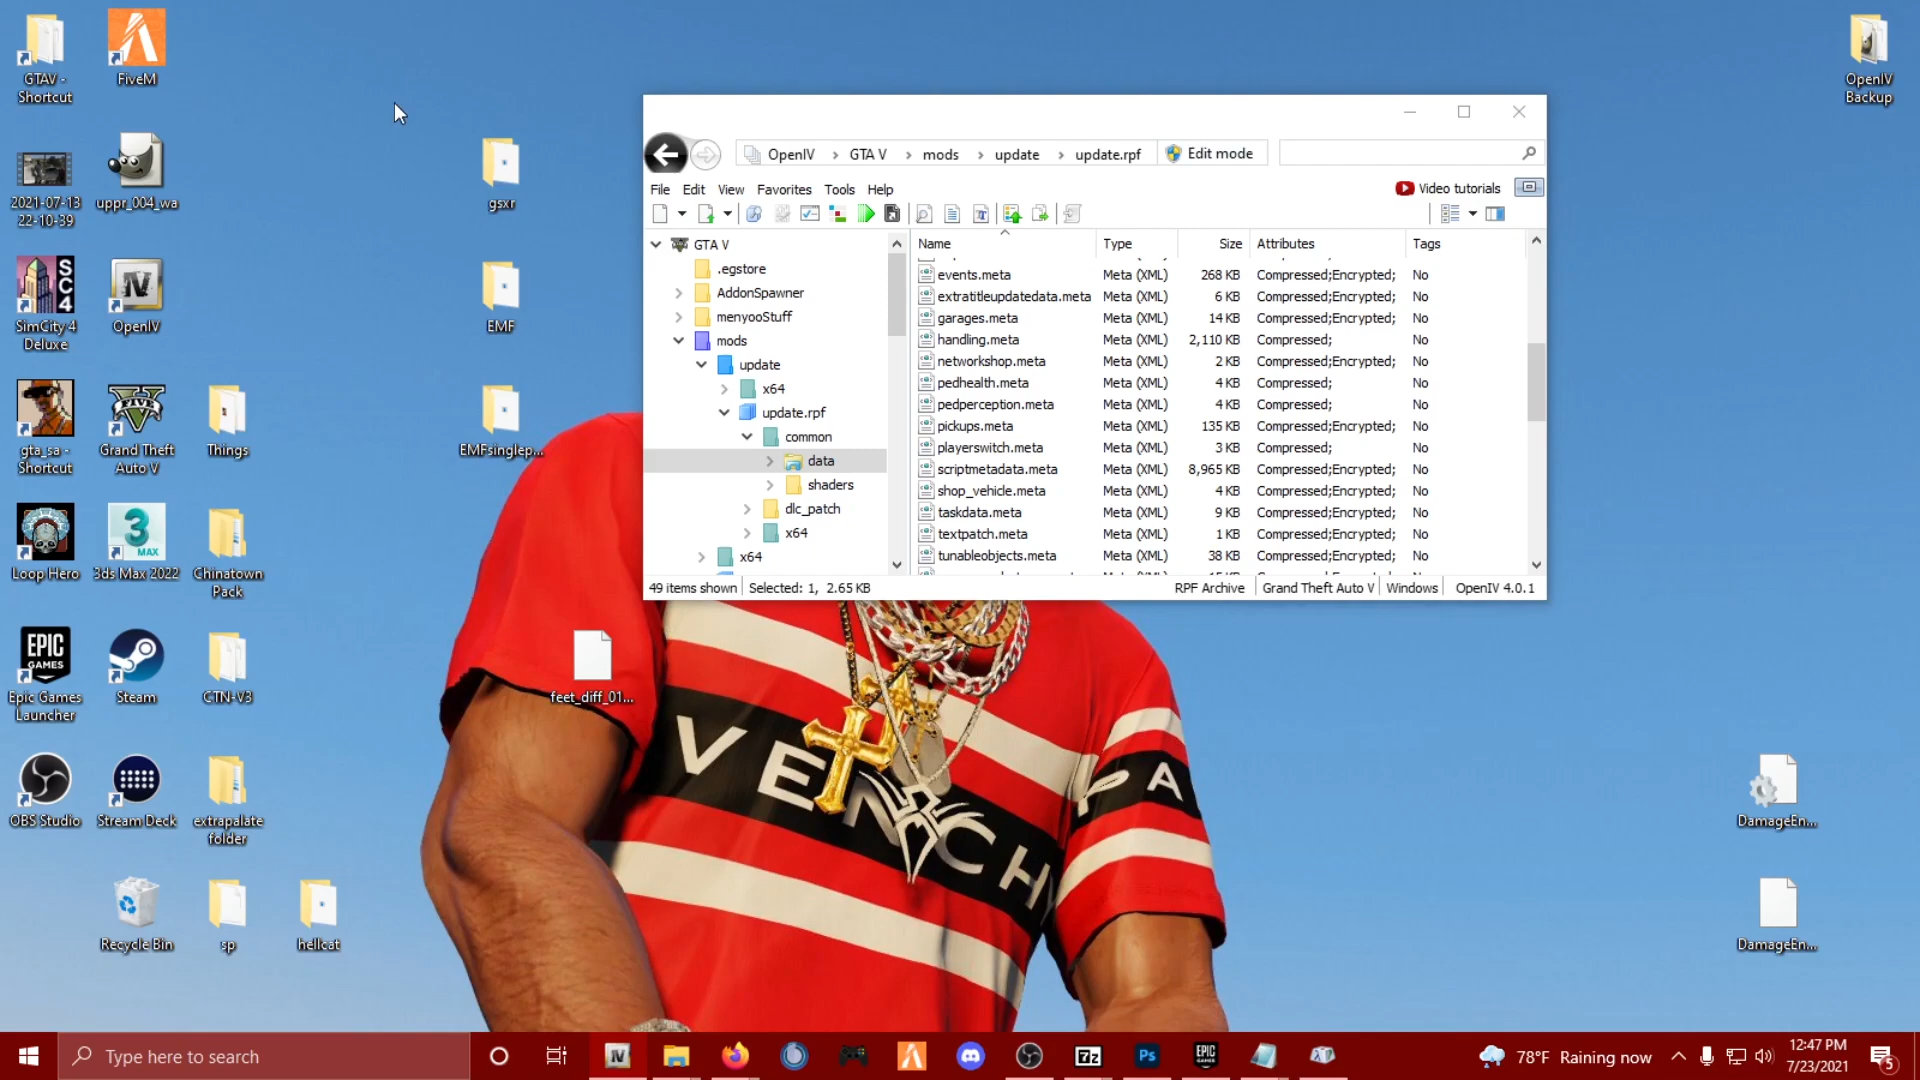 GTAV -
Shortcut
FiveM
OpenIV
Backup
2021-07-13
22-10-39
uppr_004_wa
gsxr
SimCity 4
Deluxe
OpenIV
EMF
gta_sa -
Shortcut
Grand Theft
Auto V
Things
EMFsinglep...
Loop Hero
3ds Max 2022
Chinatown
Pack
Epic Games
Launcher
Steam
CTN-V3
feet_diff_01...
OBS Studio
Stream Deck
extrapalate
folder
Recycle Bin
sp
hellcat
DamageEn...
DamageEn...
OpenIV
GTA V
mods
update
update.rpf
Edit mode
File Edit View Favorites Tools Help
Video tutorials
GTA V
.egstore
AddonSpawner
menyooStuff
mods
update
x64
update.rpf
common
data
shaders
dlc_patch
x64
x64
Name Type Size Attributes Tags
events.meta Meta (XML) 268 KB Compressed;Encrypted; No
extratitleupdatedata.meta Meta (XML) 6 KB Compressed;Encrypted; No
garages.meta Meta (XML) 14 KB Compressed;Encrypted; No
handling.meta Meta (XML) 2,110 KB Compressed; No
networkshop.meta Meta (XML) 2 KB Compressed;Encrypted; No
pedhealth.meta Meta (XML) 4 KB Compressed; No
pedperception.meta Meta (XML) 4 KB Compressed; No
pickups.meta Meta (XML) 135 KB Compressed;Encrypted; No
playerswitch.meta Meta (XML) 3 KB Compressed; No
scriptmetadata.meta Meta (XML) 8,965 KB Compressed;Encrypted; No
shop_vehicle.meta Meta (XML) 4 KB Compressed;Encrypted; No
taskdata.meta Meta (XML) 9 KB Compressed;Encrypted; No
textpatch.meta Meta (XML) 1 KB Compressed;Encrypted; No
tunableobjects.meta Meta (XML) 38 KB Compressed;Encrypted; No
49 items shown Selected: 1, 2.65 KB RPF Archive Grand Theft Auto V Windows OpenIV 4.0.1
SC4
IV
V
3
MAX
EPIC
GAMES
VENCH
PA
Type here to search
IV
7z
Ps
EPIC
GAMES
78°F Raining now
12:47 PM
7/23/2021
5